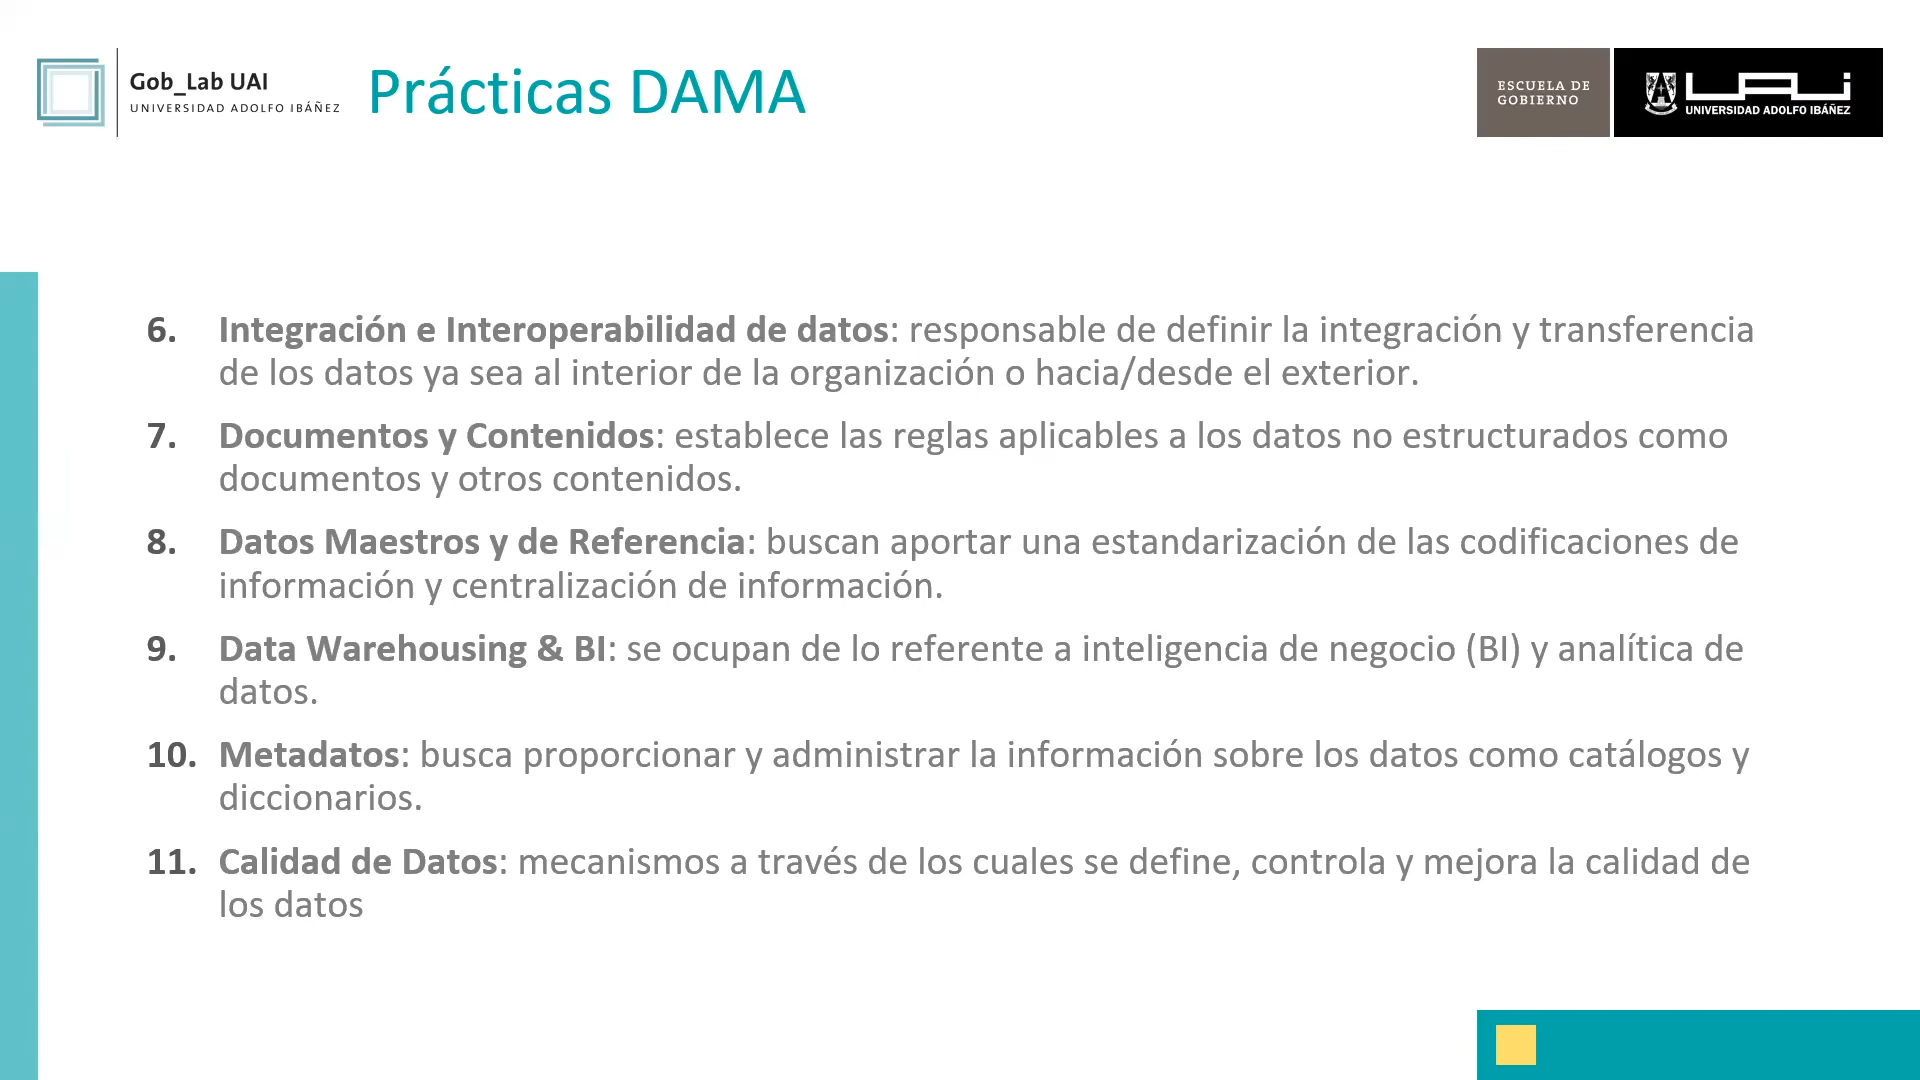 Gob_Lab UAI
UNIVERSIDAD ADOLFO IBÁÑEZ
Prácticas DAMA
ESCUELA DE
GOBIERNO
UAI
UNIVERSIDAD ADOLFO IBÁÑEZ
6. Integración e Interoperabilidad de datos: responsable de definir la integración y transferencia
de los datos ya sea al interior de la organización o hacia/desde el exterior.
7. Documentos y Contenidos: establece las reglas aplicables a los datos no estructurados como
documentos y otros contenidos.
8. Datos Maestros y de Referencia: buscan aportar una estandarización de las codificaciones de
información y centralización de información.
9. Data Warehousing & BI: se ocupan de lo referente a inteligencia de negocio (BI) y analítica de
datos.
10. Metadatos: busca proporcionar y administrar la información sobre los datos como catálogos y
diccionarios.
11. Calidad de Datos: mecanismos a través de los cuales se define, controla y mejora la calidad de
los datos